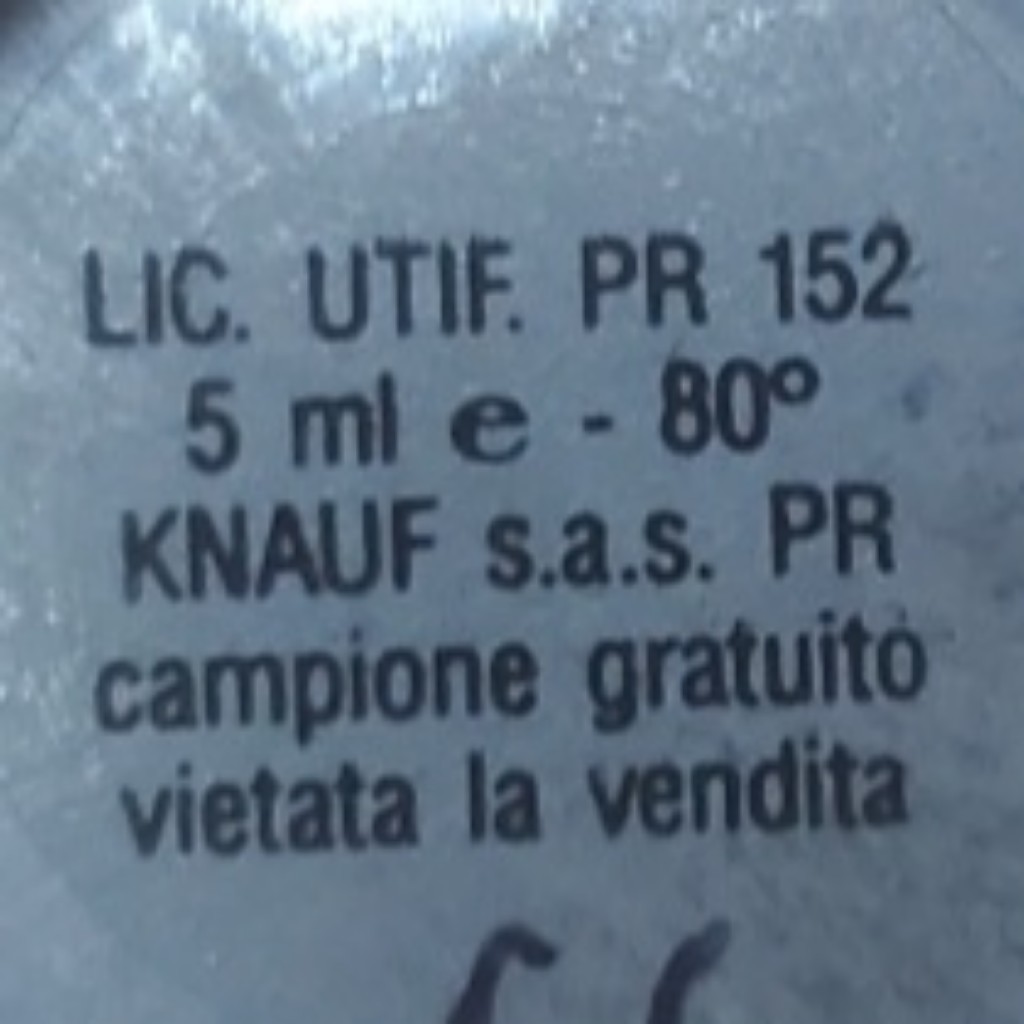 LIC. UTIF. PR 152
5 ml e - 80°
KNAUF s.a.s. PR
campione gratuito
vietata la vendita